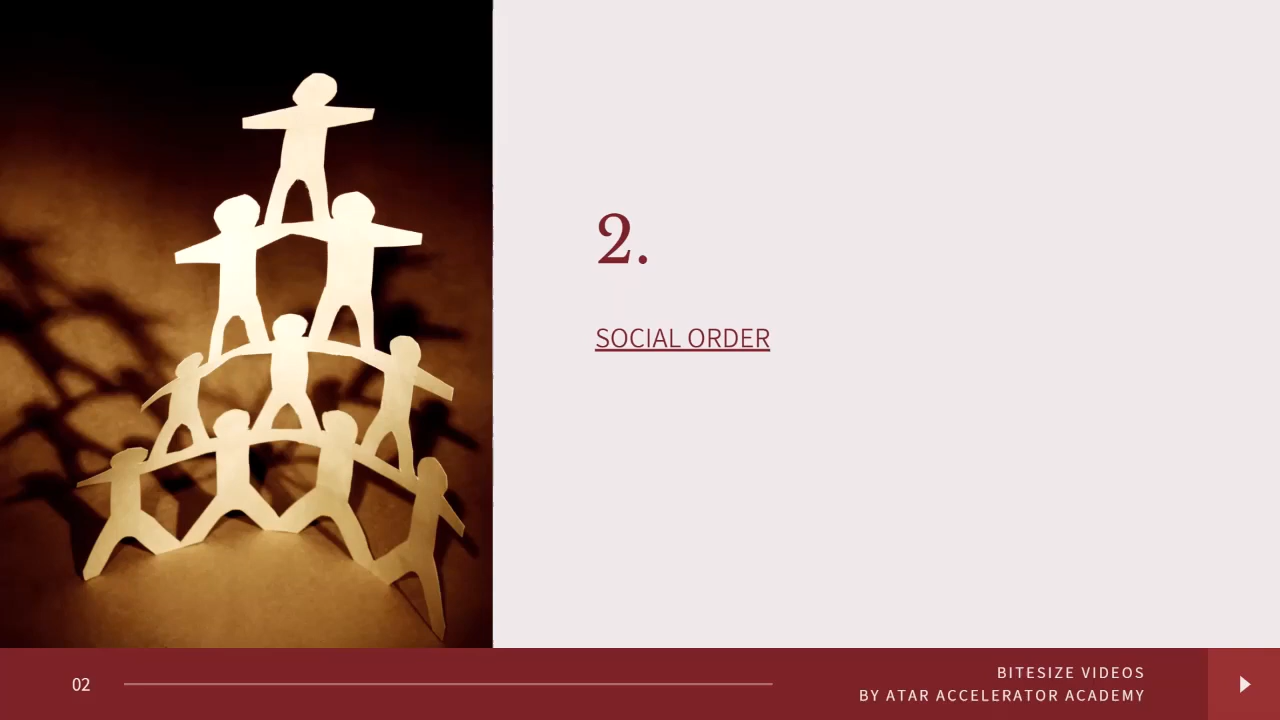 2.
SOCIAL ORDER
02
BITESIZE VIDEOS
BY ATAR ACCELERATOR ACADEMY